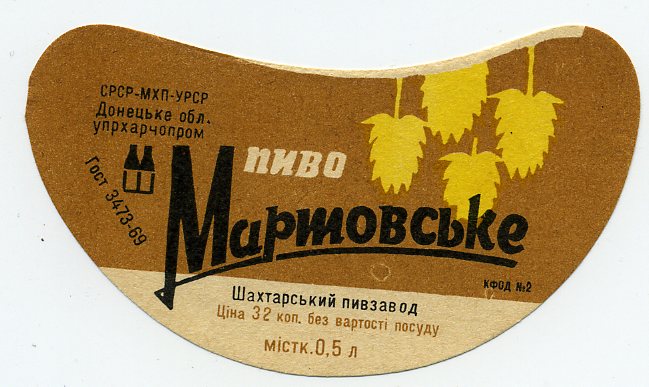 СРСР-МХП-УРСР
Донецьке обл.
упрхарчопром
Ш
Гост 3473-69
пиво
Мартовське
КФОД №2
Шахтарський пивзавод
Ціна 32 коп. без вартості посуду
містк.0,5 л